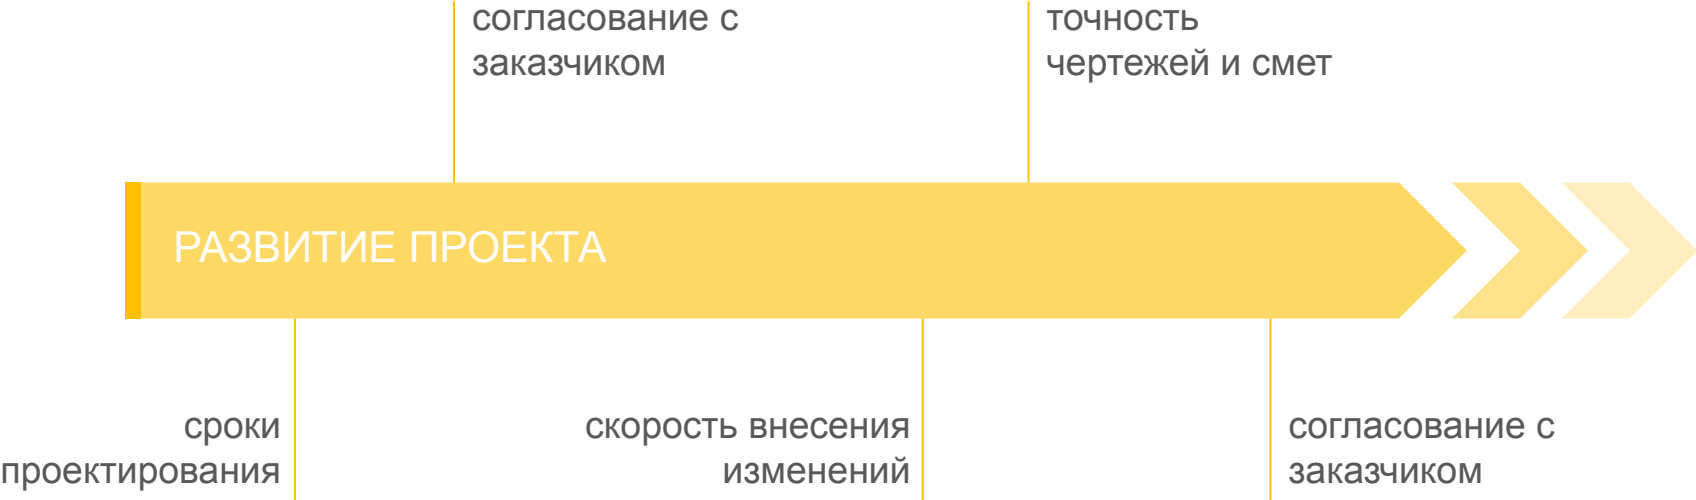 согласование с
заказчиком
точность
чертежей и смет
РАЗВИТИЕ ПРОЕКТА
сроки
проектирования
скорость внесения
изменений
согласование с
заказчиком